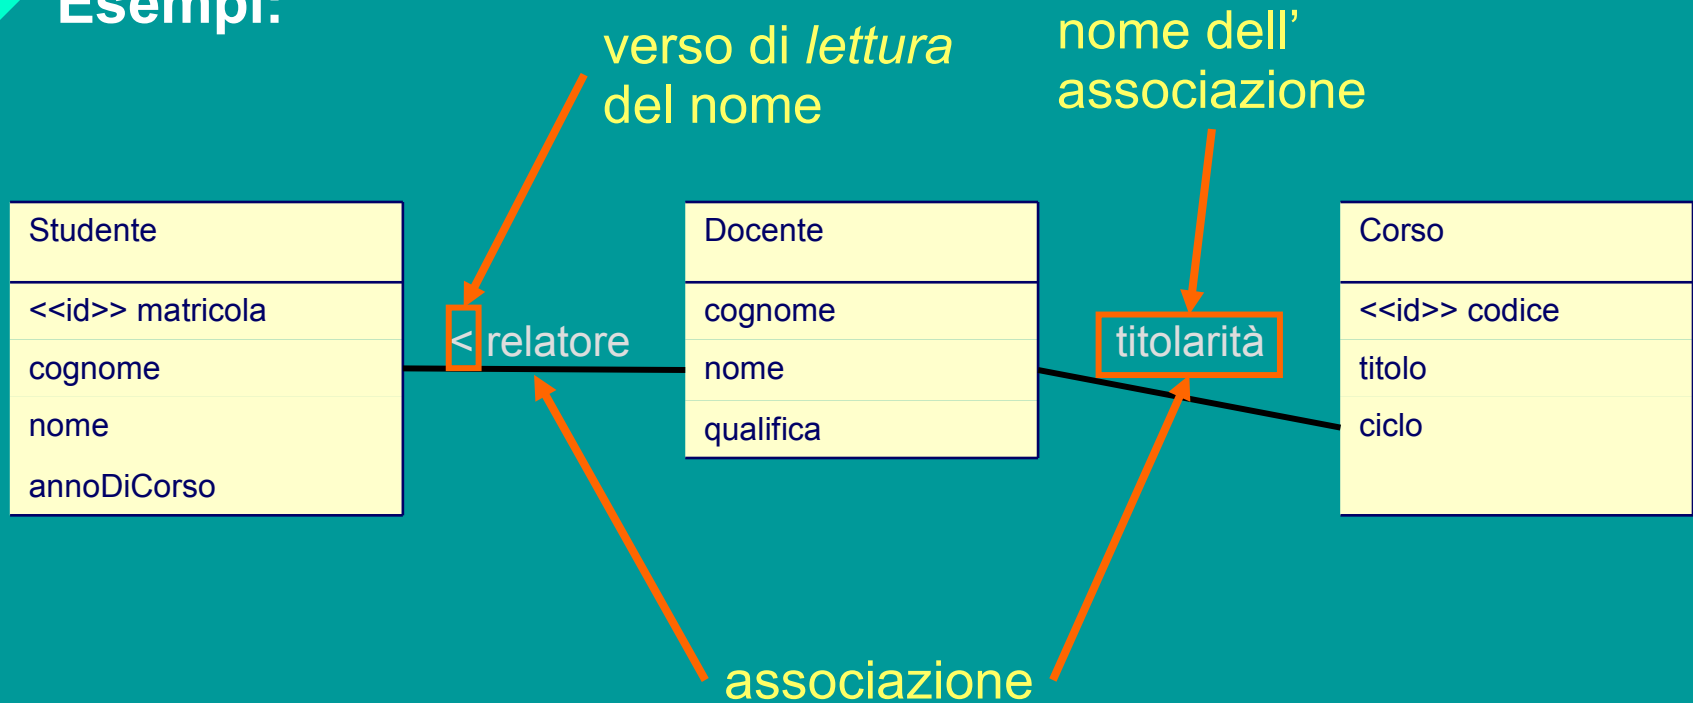 Esempi:
verso di lettura
del nome
nome dell’
associazione
Studente
<<id>> matricola
cognome
nome
annoDiCorso
< relatore
Docente
cognome
nome
qualifica
titolarità
Corso
<<id>> codice
titolo
ciclo
associazione